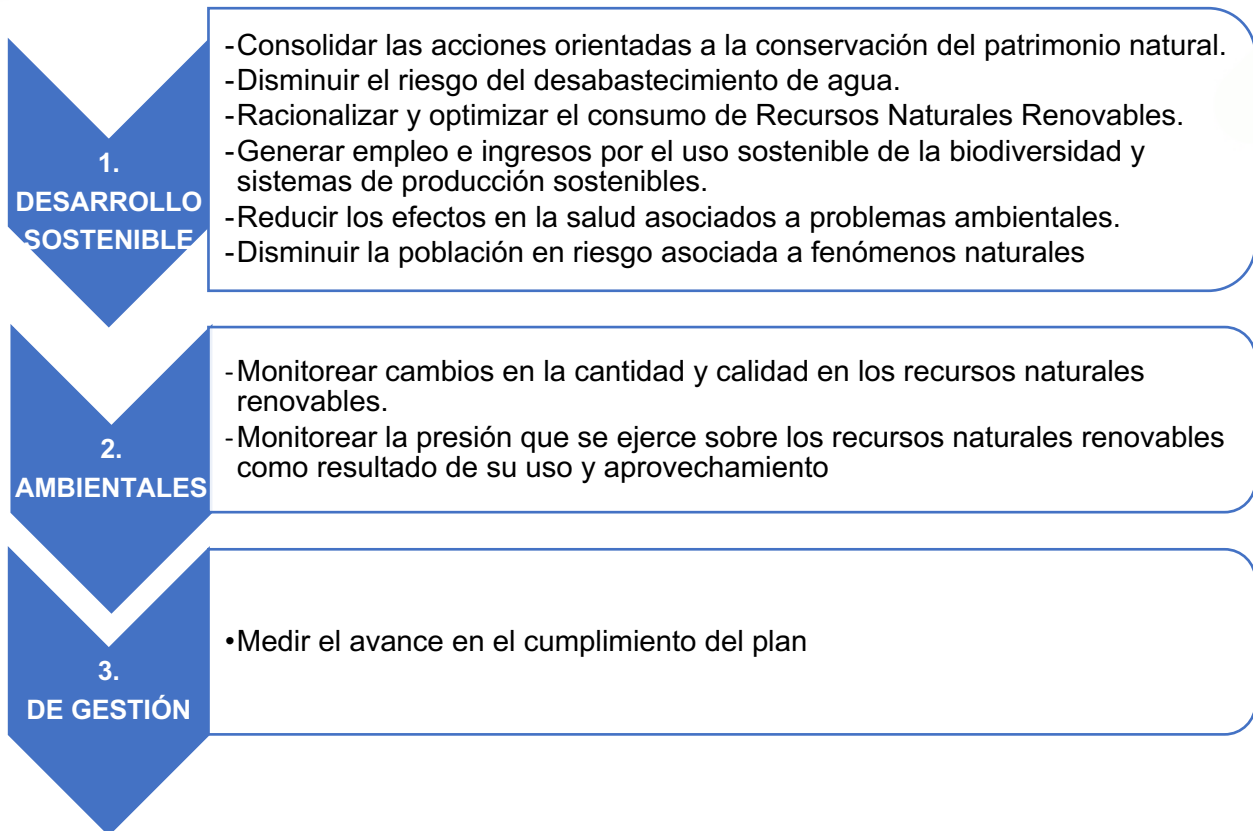 1.
DESARROLLO
SOSTENIBLE
-Consolidar las acciones orientadas a la conservación del patrimonio natural.
-Disminuir el riesgo del desabastecimiento de agua.
-Racionalizar y optimizar el consumo de Recursos Naturales Renovables.
-Generar empleo e ingresos por el uso sostenible de la biodiversidad y
sistemas de producción sostenibles.
-Reducir los efectos en la salud asociados a problemas ambientales.
-Disminuir la población en riesgo asociada a fenómenos naturales
2.
AMBIENTALES
-Monitorear cambios en la cantidad y calidad en los recursos naturales
renovables.
-Monitorear la presión que se ejerce sobre los recursos naturales renovables
como resultado de su uso y aprovechamiento
3.
DE GESTIÓN
•Medir el avance en el cumplimiento del plan